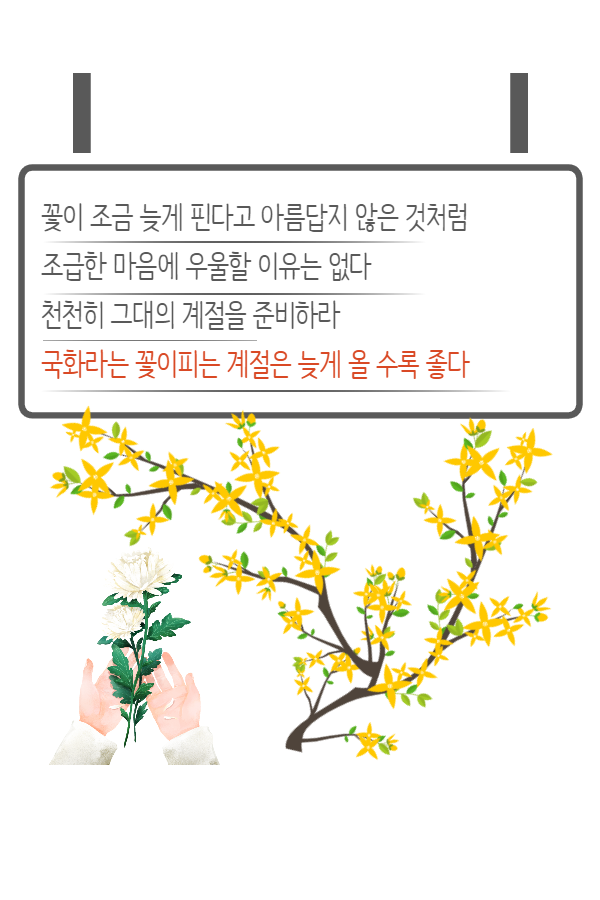 꽃이 조금 늦게 핀다고 아름답지 않은 것처럼
조급한 마음에 우울할 이유는 없다
천천히 그대의 계절을 준비하라
국화라는 꽃이피는 계절은 늦게 올 수록 좋다